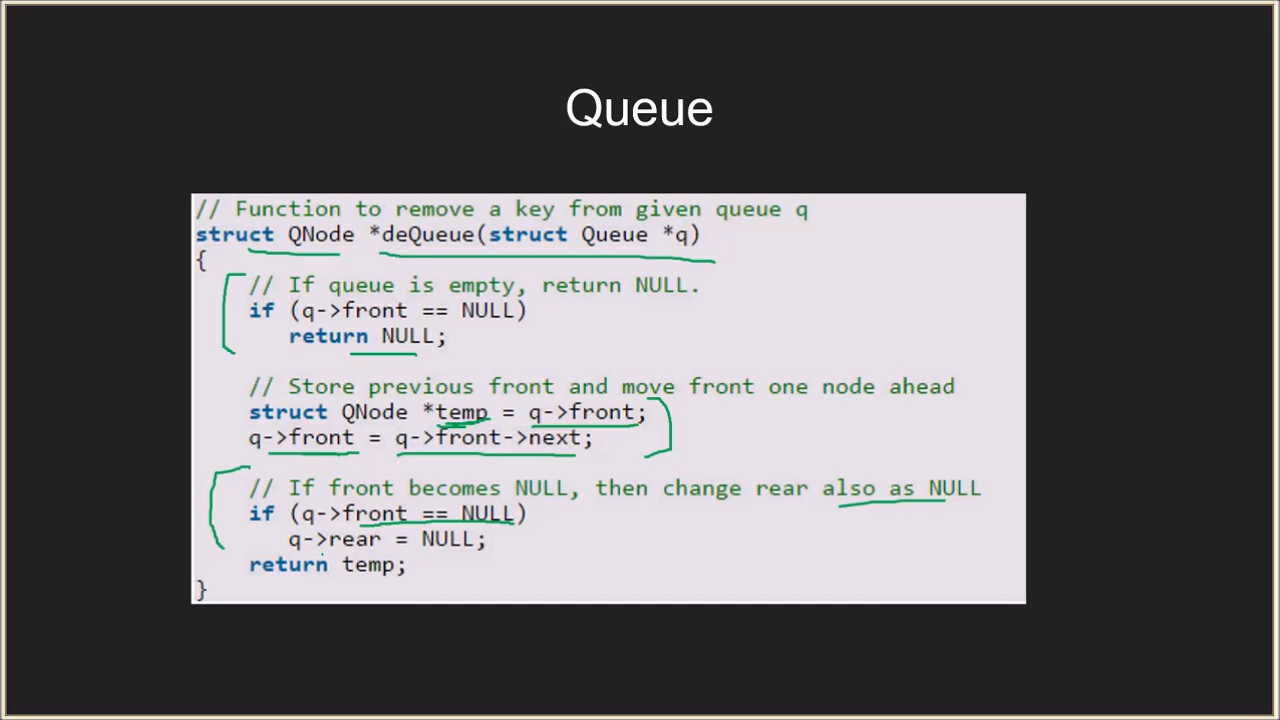 Queue
// Function to remove a key from given queue q
struct QNode *deQueue(struct Queue *q)
{
// If queue is empty, return NULL.
if (q->front == NULL)
return NULL;
// Store previous front and move front one node ahead
struct QNode *temp = q->front;
q->front = q->front->next;
// If front becomes NULL, then change rear also as NULL
if (q->front == NULL)
q->rear = NULL;
return temp;
}